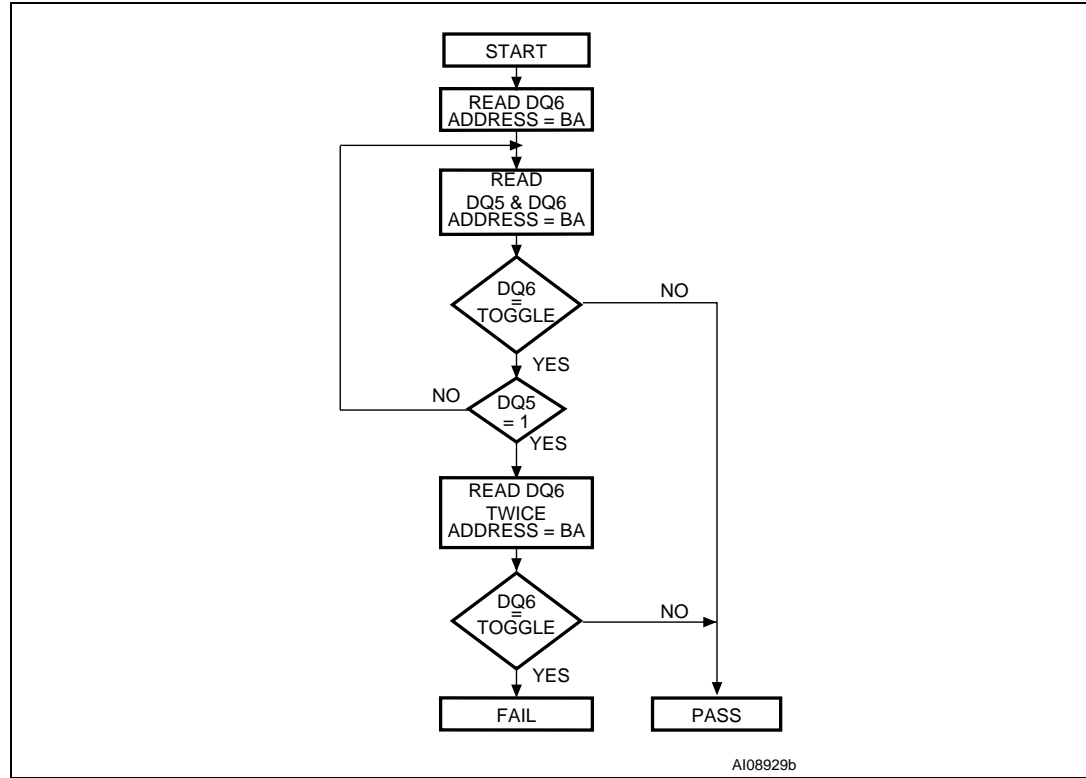 START
READ DQ6
ADDRESS = BA
READ
DQ5 & DQ6
ADDRESS = BA
DQ6
=
TOGGLE
NO
YES
NO
DQ5
= 1
YES
READ DQ6
TWICE
ADDRESS = BA
DQ6
=
TOGGLE
NO
YES
FAIL
PASS
AI08929b